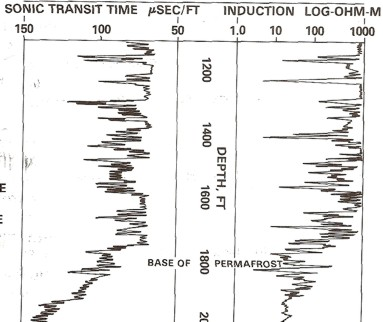 SONIC TRANSIT TIME µSEC/FT INDUCTION LOG-OHM-M
150 100 50 1.0 10 100 1000
1200
1400
DEPTH, FT
1600
BASE OF 1800 PERMAFROST
E
E